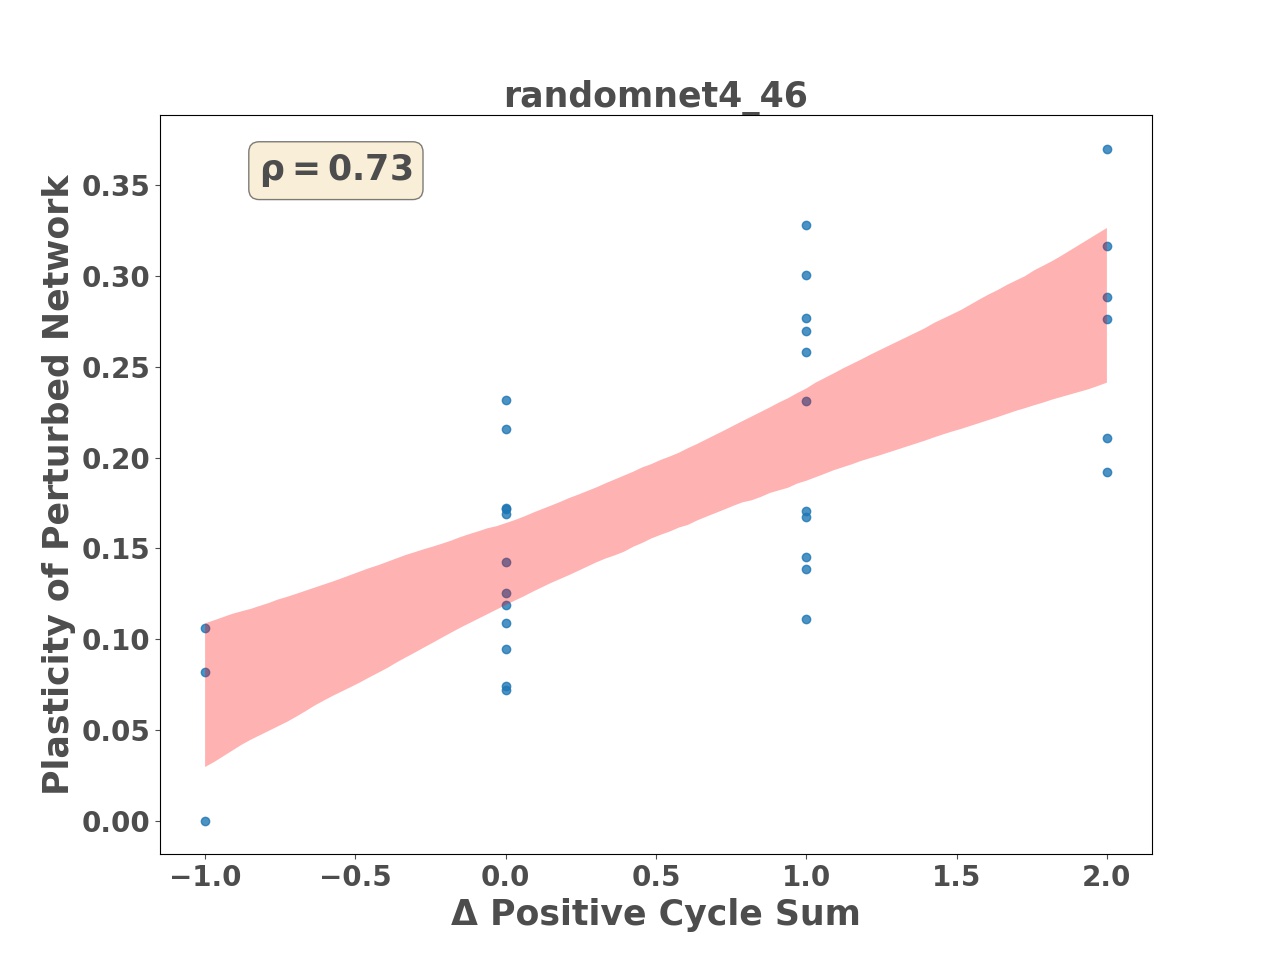 randomnet4_46
ρ = 0.73
Plasticity of Perturbed Network
0.35
0.30
0.25
0.20
0.15
0.10
0.05
0.00
−1.0 −0.5 0.0 0.5 1.0 1.5 2.0
Δ Positive Cycle Sum